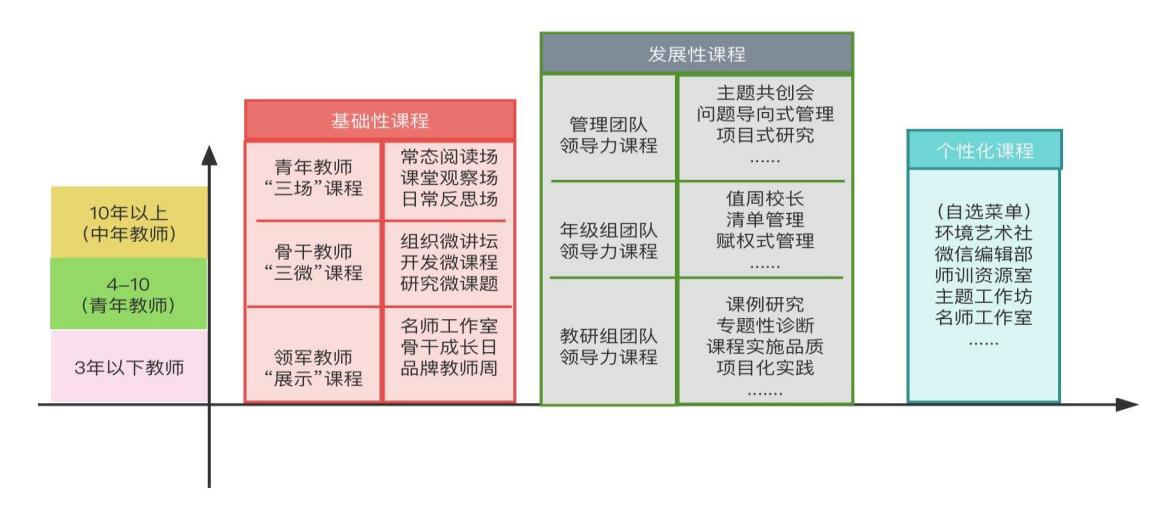 10年以上
（中年教师）
4–10
（青年教师）
3年以下教师
基础性课程
青年教师
“三场”课程
常态阅读场
课堂观察场
日常反思场
骨干教师
“三微”课程
组织微讲坛
开发微课程
研究微课题
领军教师
“展示”课程
名师工作室
骨干成长日
品牌教师周
发展性课程
管理团队
领导力课程
主题共创会
问题导向式管理
项目式研究
......
年级组团队
领导力课程
值周校长
清单管理
赋权式管理
......
教研组团队
领导力课程
课例研究
专题性诊断
课程实施品质
项目化实践
.......
个性化课程
（自选菜单）
环境艺术社
微信编辑部
师训资源室
主题工作坊
名师工作室
......